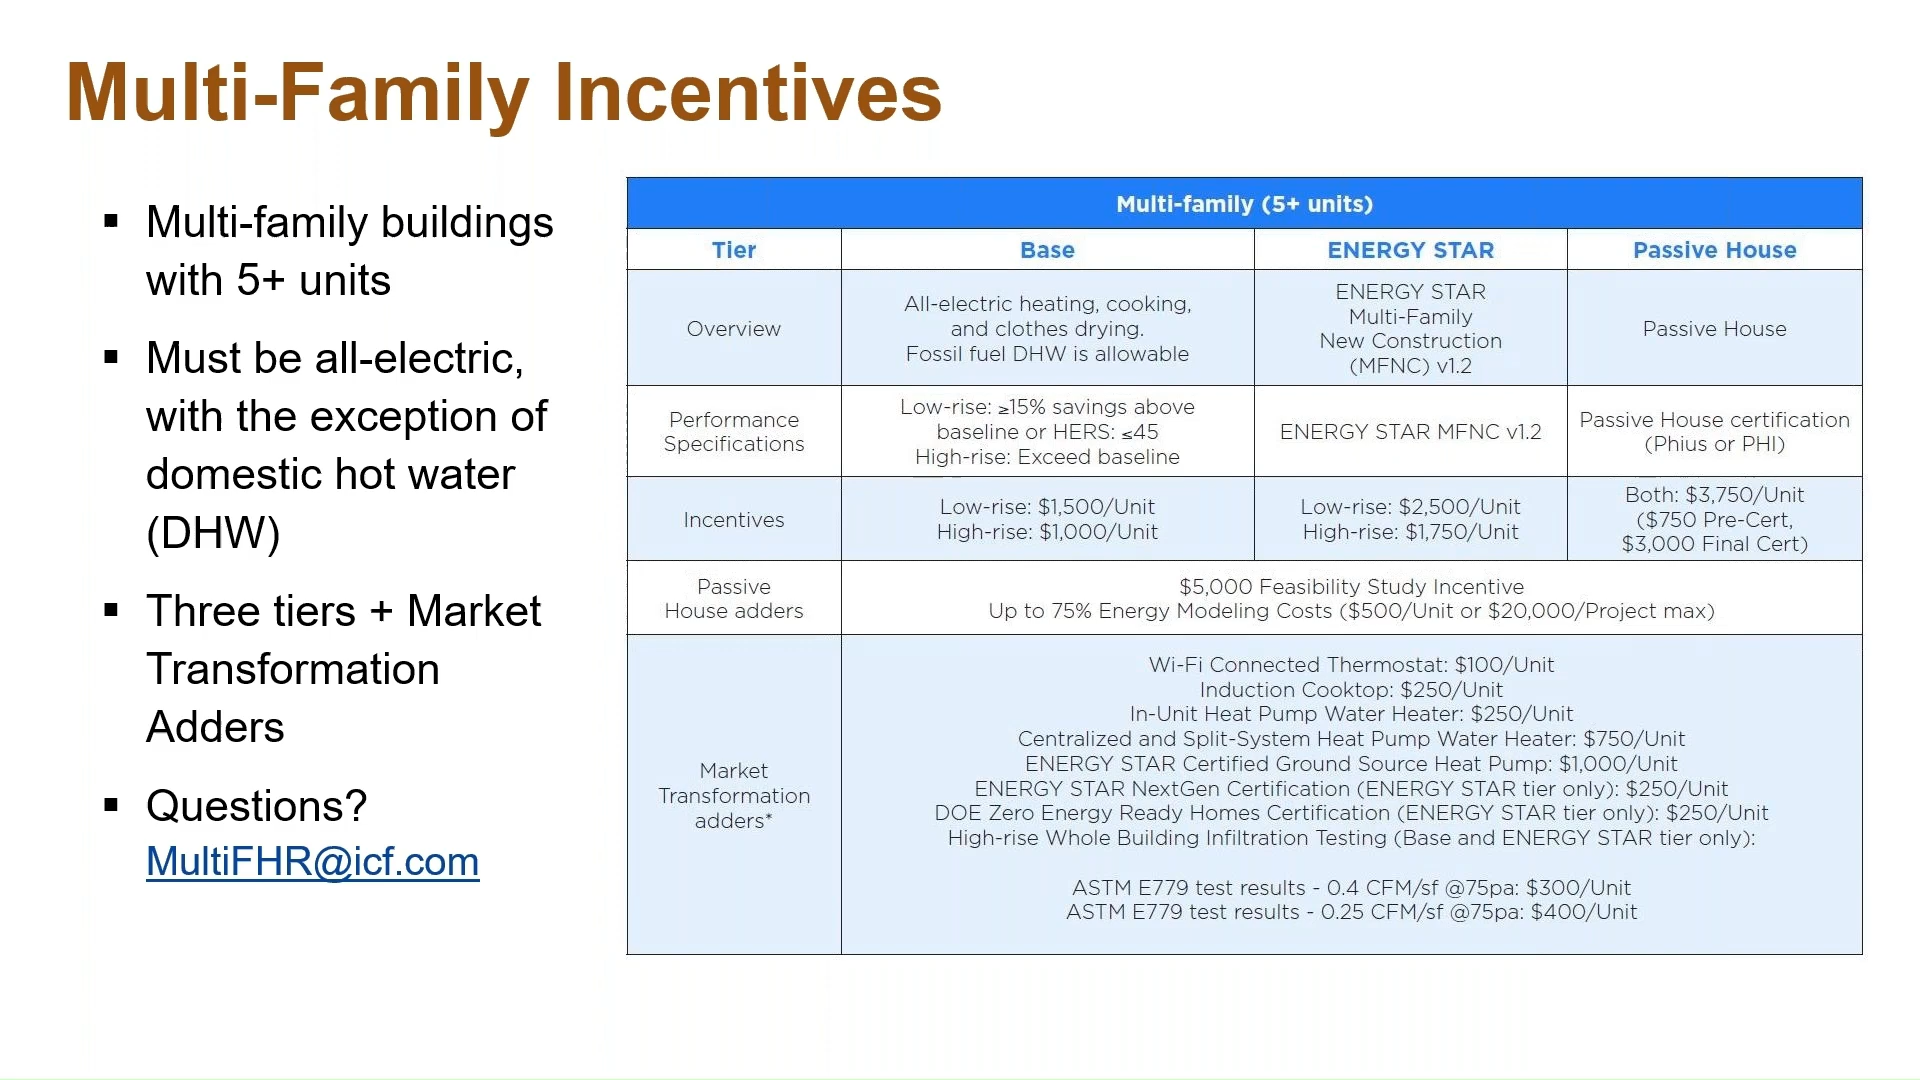 Multi-Family Incentives
▪ Multi-family buildings
with 5+ units
▪ Must be all-electric,
with the exception of
domestic hot water
(DHW)
▪ Three tiers + Market
Transformation
Adders
▪ Questions?
MultiFHR@icf.com
Multi-family (5+ units)
Tier
Base
ENERGY STAR
Passive House
Overview
All-electric heating, cooking,
and clothes drying.
Fossil fuel DHW is allowable
ENERGY STAR
Multi-Family
New Construction
(MFNC) v1.2
Passive House
Performance
Specifications
Low-rise: ≥15% savings above
baseline or HERS: ≤45
High-rise: Exceed baseline
ENERGY STAR MFNC v1.2
Passive House certification
(Phius or PHI)
Incentives
Low-rise: $1,500/Unit
High-rise: $1,000/Unit
Low-rise: $2,500/Unit
High-rise: $1,750/Unit
Both: $3,750/Unit
($750 Pre-Cert,
$3,000 Final Cert)
Passive
House adders
$5,000 Feasibility Study Incentive
Up to 75% Energy Modeling Costs ($500/Unit or $20,000/Project max)
Market
Transformation
adders*
Wi-Fi Connected Thermostat: $100/Unit
Induction Cooktop: $250/Unit
In-Unit Heat Pump Water Heater: $250/Unit
Centralized and Split-System Heat Pump Water Heater: $750/Unit
ENERGY STAR Certified Ground Source Heat Pump: $1,000/Unit
ENERGY STAR NextGen Certification (ENERGY STAR tier only): $250/Unit
DOE Zero Energy Ready Homes Certification (ENERGY STAR tier only): $250/Unit
High-rise Whole Building Infiltration Testing (Base and ENERGY STAR tier only):
ASTM E779 test results - 0.4 CFM/sf @75pa: $300/Unit
ASTM E779 test results - 0.25 CFM/sf @75pa: $400/Unit